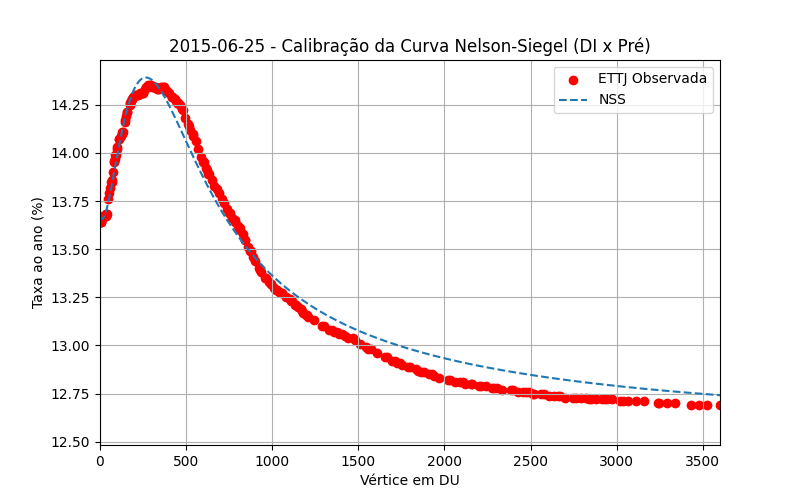 2015-06-25 - Calibração da Curva Nelson-Siegel (DI x Pré)
ETTJ Observada
NSS
Taxa ao ano (%)
14.25
14.00
13.75
13.50
13.25
13.00
12.75
12.50
0 500 1000 1500 2000 2500 3000 3500
Vértice em DU